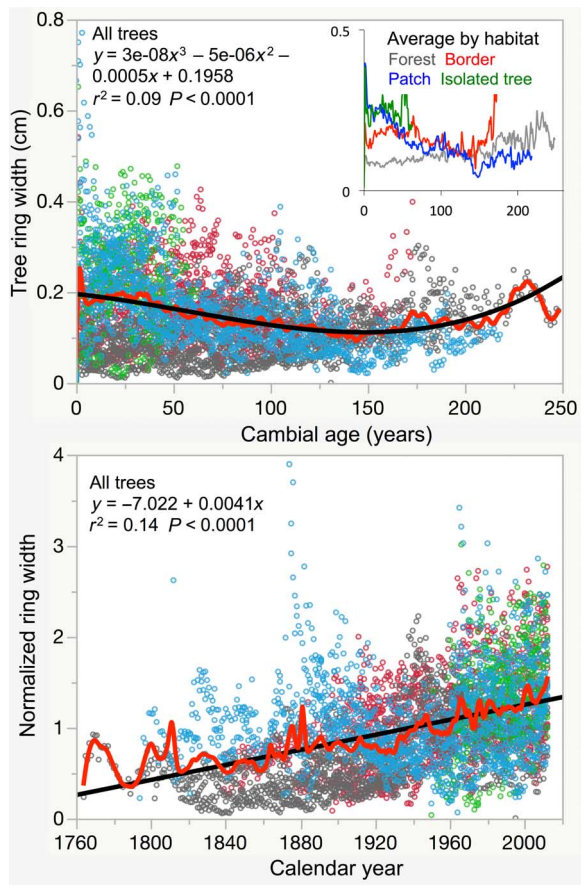 All trees
y = 3e-08x³ – 5e-06x² –
0.0005x + 0.1958
r² = 0.09 P < 0.0001
Average by habitat
Forest Border
Patch Isolated tree
0.5
0
0 100 200
Tree ring width (cm)
0.8
0.6
0.4
0.2
0
0 50 100 150 200 250
Cambial age (years)
All trees
y = –7.022 + 0.0041x
r² = 0.14 P < 0.0001
Normalized ring width
4
3
2
1
0
1760 1800 1840 1880 1920 1960 2000
Calendar year